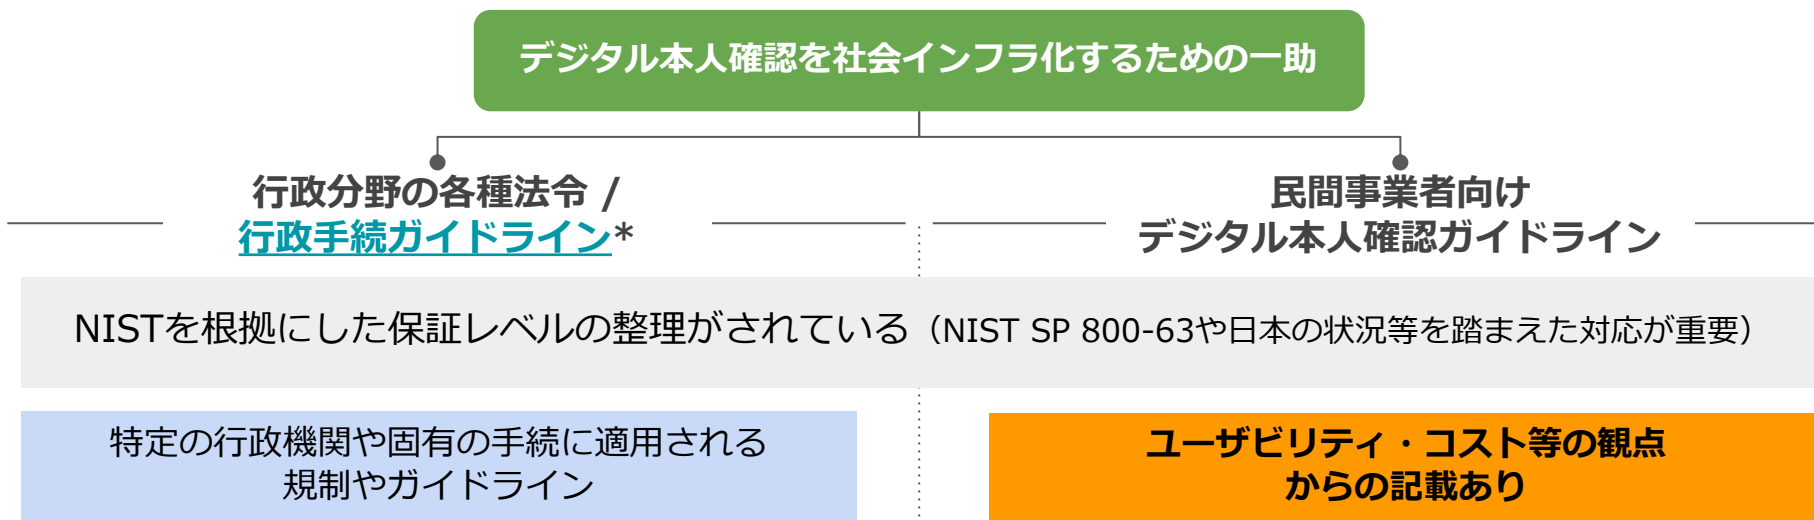 デジタル本人確認を社会インフラ化するための一助
行政分野の各種法令 /
行政手続ガイドライン*
民間事業者向け
デジタル本人確認ガイドライン
NISTを根拠にした保証レベルの整理がされている（NIST SP 800-63や日本の状況等を踏まえた対応が重要）
特定の行政機関や固有の手続に適用される
規制やガイドライン
ユーザビリティ・コスト等の観点
からの記載あり